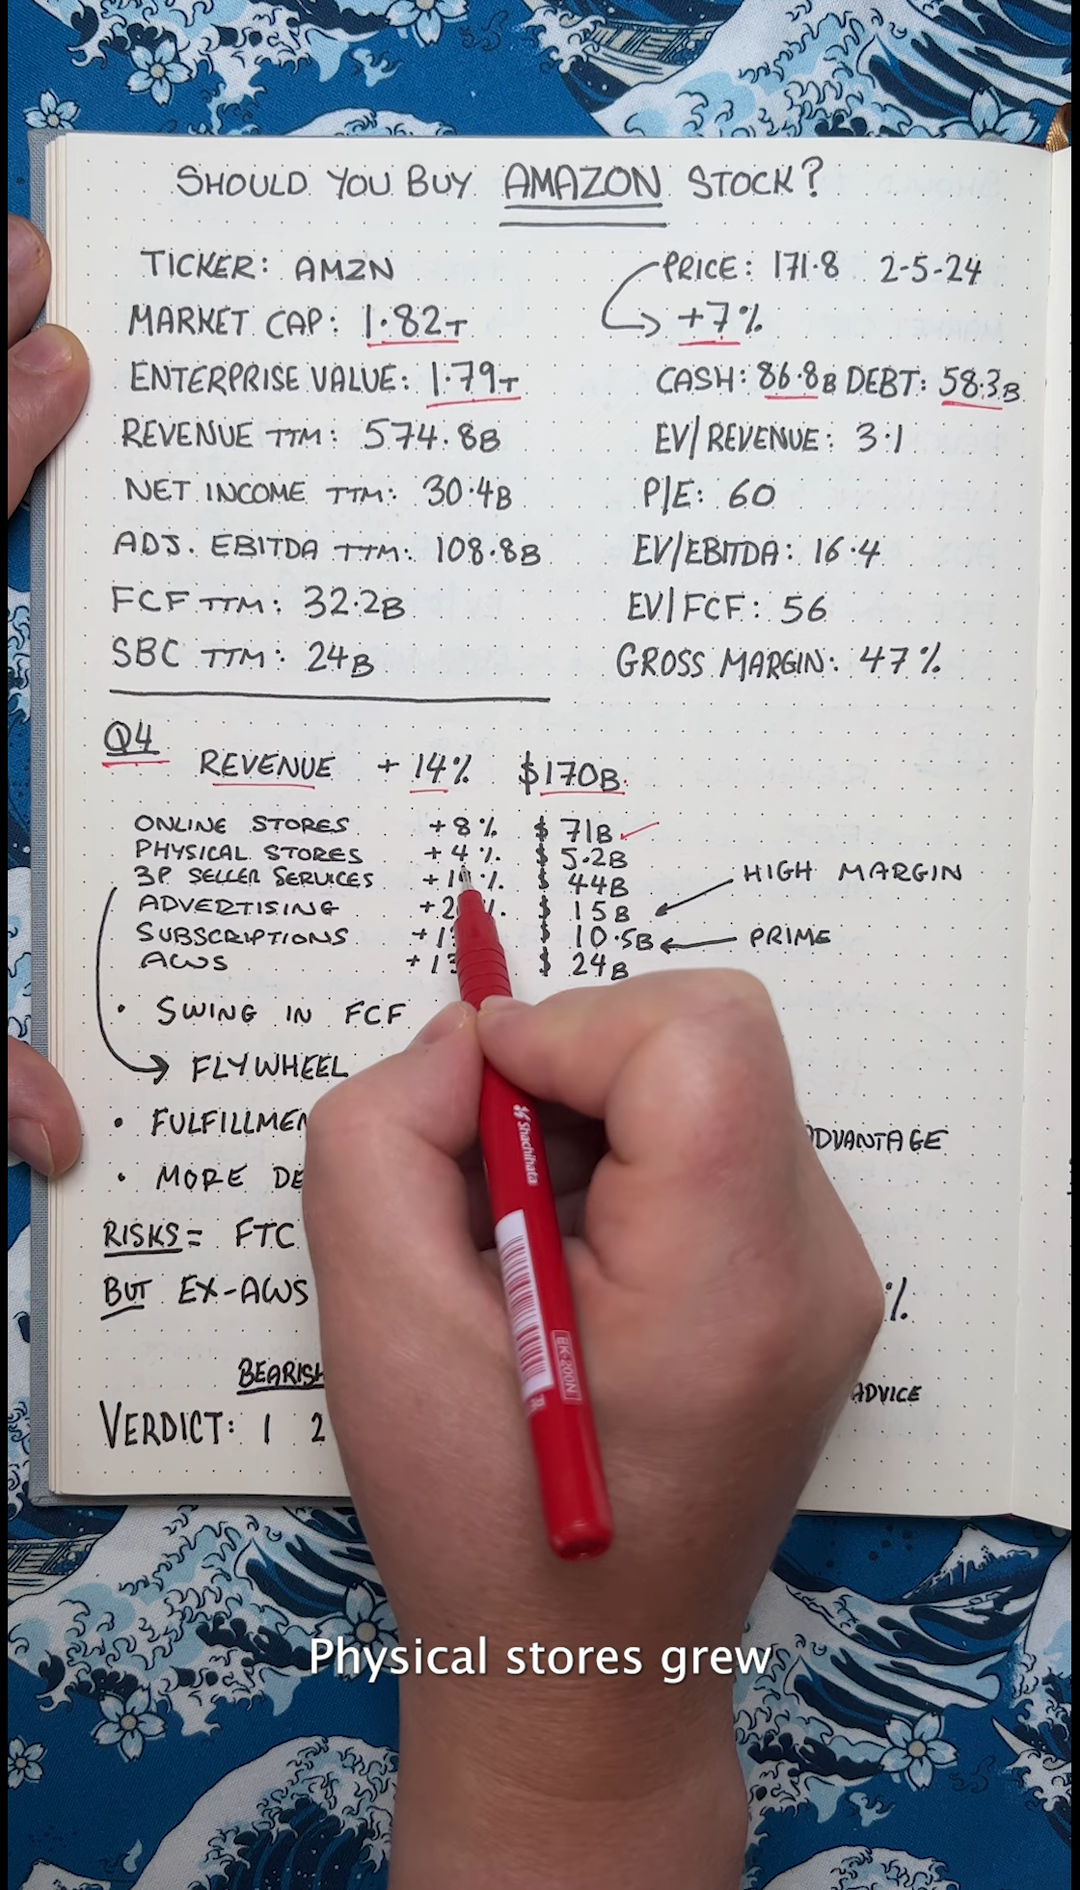 SHOULD YOU BUY AMAZON STOCK?
TICKER: AMZN PRICE: 171.8 2-5-24
MARKET CAP: 1.82T +7%
ENTERPRISE VALUE: 1.79T CASH: 86.8B DEBT: 58.3B
REVENUE TTM: 574.8B EV/REVENUE: 3.1
NET INCOME TTM: 30.4B P/E: 60
ADJ. EBITDA TTM: 108.8B EV/EBITDA: 16.4
FCF TTM: 32.2B EV/FCF: 56
SBC TTM: 24B GROSS MARGIN: 47%
Q4
REVENUE +14% $170B
ONLINE STORES +8% $71B
PHYSICAL STORES +4% $5.2B
3P SELLER SERVICES $44B HIGH MARGIN
ADVERTISING $15B
SUBSCRIPTIONS $10.5B PRIME
AWS $24B
• SWING IN FCF
FLYWHEEL
•
• MORE
RISKS= FTC
BUT EX-AWS %
BEARISH ADVICE
VERDICT: 1 2
Shachihata
EK-200N
Physical stores grew